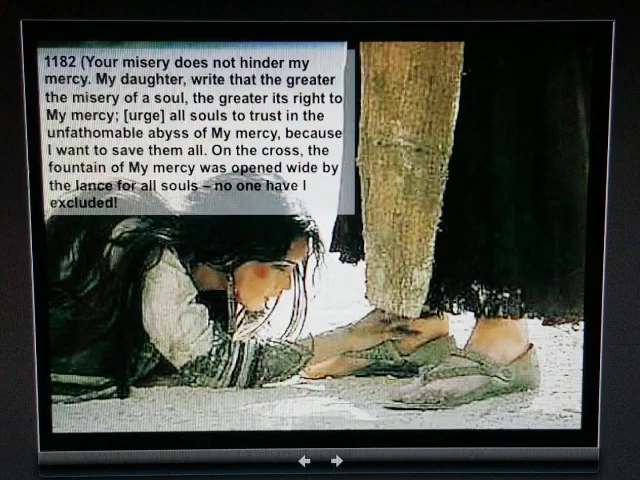 1182 (Your misery does not hinder my
mercy. My daughter, write that the greater
the misery of a soul, the greater its right to
My mercy; [urge] all souls to trust in the
unfathomable abyss of My mercy, because
I want to save them all. On the cross, the
fountain of My mercy was opened wide by
the lance for all souls – no one have I
excluded!